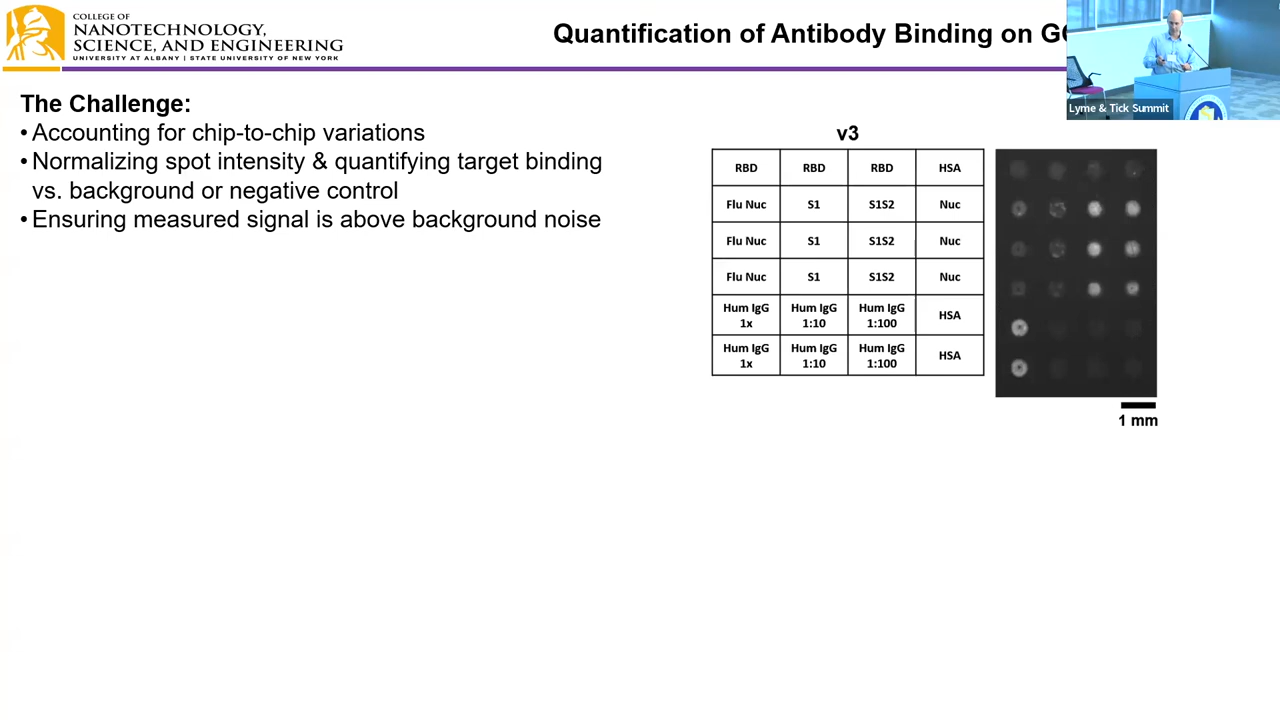 COLLEGE OF
NANOTECHNOLOGY,
SCIENCE, AND ENGINEERING
UNIVERSITY AT ALBANY | STATE UNIVERSITY OF NEW YORK
Quantification of Antibody Binding on
Lyme & Tick Summit
The Challenge:
• Accounting for chip-to-chip variations
• Normalizing spot intensity & quantifying target binding
vs. background or negative control
• Ensuring measured signal is above background noise
v3
RBD RBD RBD HSA
Flu Nuc S1 S1S2 Nuc
Flu Nuc S1 S1S2 Nuc
Flu Nuc S1 S1S2 Nuc
Hum IgG 1x Hum IgG 1:10 Hum IgG 1:100 HSA
Hum IgG 1x Hum IgG 1:10 Hum IgG 1:100 HSA
1 mm